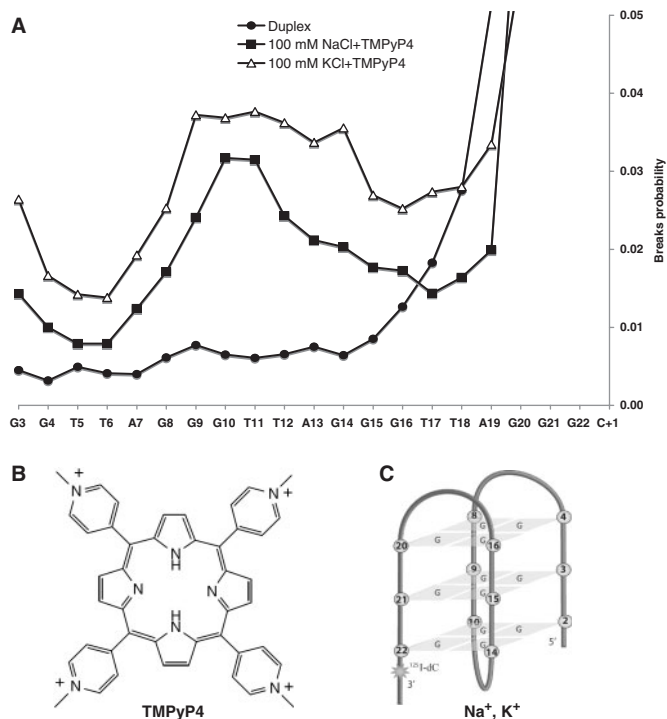 A
Duplex
100 mM NaCl+TMPyP4
100 mM KCl+TMPyP4
0.05
0.04
0.03
0.02
0.01
0.00
Breaks probability
G3 G4 T5 T6 A7 G8 G9 G10 T11 T12 A13 G14 G15 G16 T17 T18 A19 G20 G21 G22 C+1
B
N + N +
NH
N N
HN
+ N N +
TMPyP4
C
8 4
G G
20 G G 16
9 3
G G
21 G G 15
10 2
G G
22 G G 14
5'
125I-dC
3'
Na+, K+